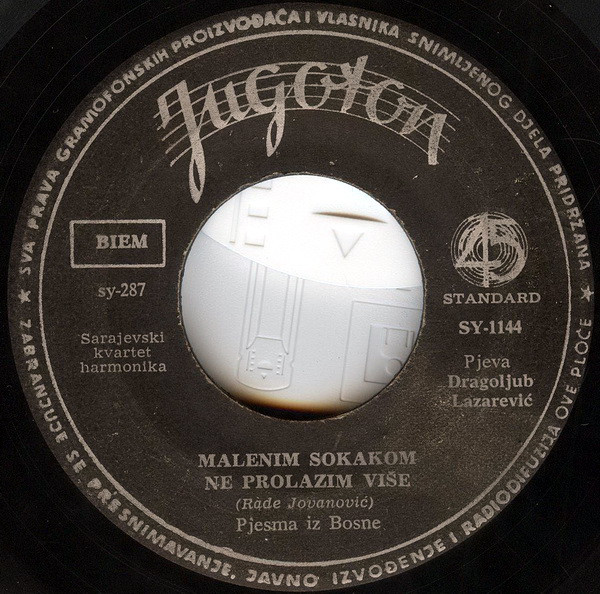 ★ SVA PRAVA GRAMOFONSKIH PROIZVOĐAČA I VLASNIKA SNIMLJENOG DJELA PRIDRŽANA ★
Jugoton
BIEM
sy-287
Sarajevski
kvartet
harmonika
45
STANDARD
SY-1144
Pjeva
Dragoljub
Lazarević
MALENIM SOKAKOM
NE PROLAZIM VIŠE
(Rade Jovanović)
Pjesma iz Bosne
ZABRANJUJE SE PRESNIMAVANJE, JAVNO IZVOĐENJE I RADIODIFUZIJA OVE PLOČE